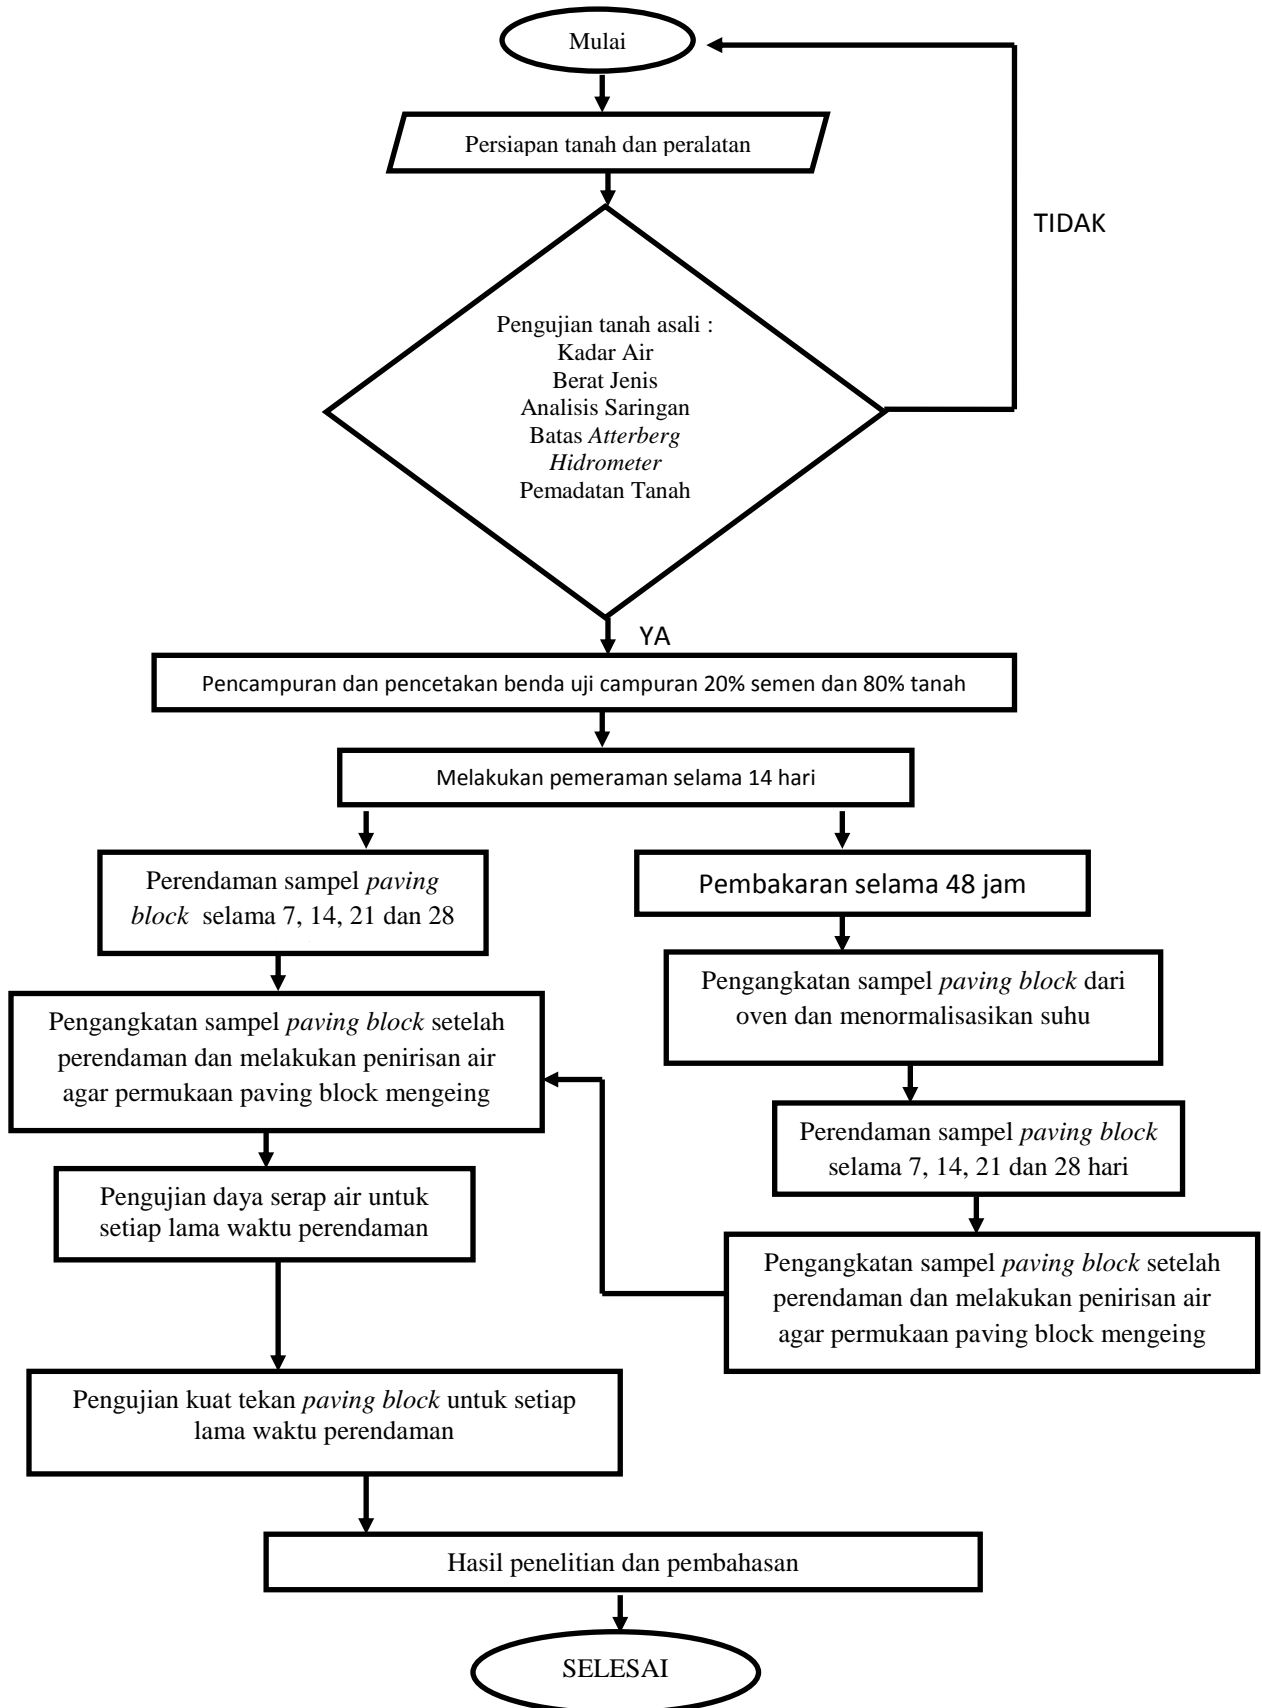 Mulai
Persiapan tanah dan peralatan
TIDAK
Pengujian tanah asali :
Kadar Air
Berat Jenis
Analisis Saringan
Batas Atterberg
Hidrometer
Pemadatan Tanah
YA
Pencampuran dan pencetakan benda uji campuran 20% semen dan 80% tanah
Melakukan pemeraman selama 14 hari
Perendaman sampel paving
block selama 7, 14, 21 dan 28
Pengangkatan sampel paving block setelah
perendaman dan melakukan penirisan air
agar permukaan paving block mengeing
Pengujian daya serap air untuk
setiap lama waktu perendaman
Pembakaran selama 48 jam
Pengangkatan sampel paving block dari
oven dan menormalisasikan suhu
Perendaman sampel paving block
selama 7, 14, 21 dan 28 hari
Pengangkatan sampel paving block setelah
perendaman dan melakukan penirisan air
agar permukaan paving block mengeing
Pengujian kuat tekan paving block untuk setiap
lama waktu perendaman
Hasil penelitian dan pembahasan
SELESAI